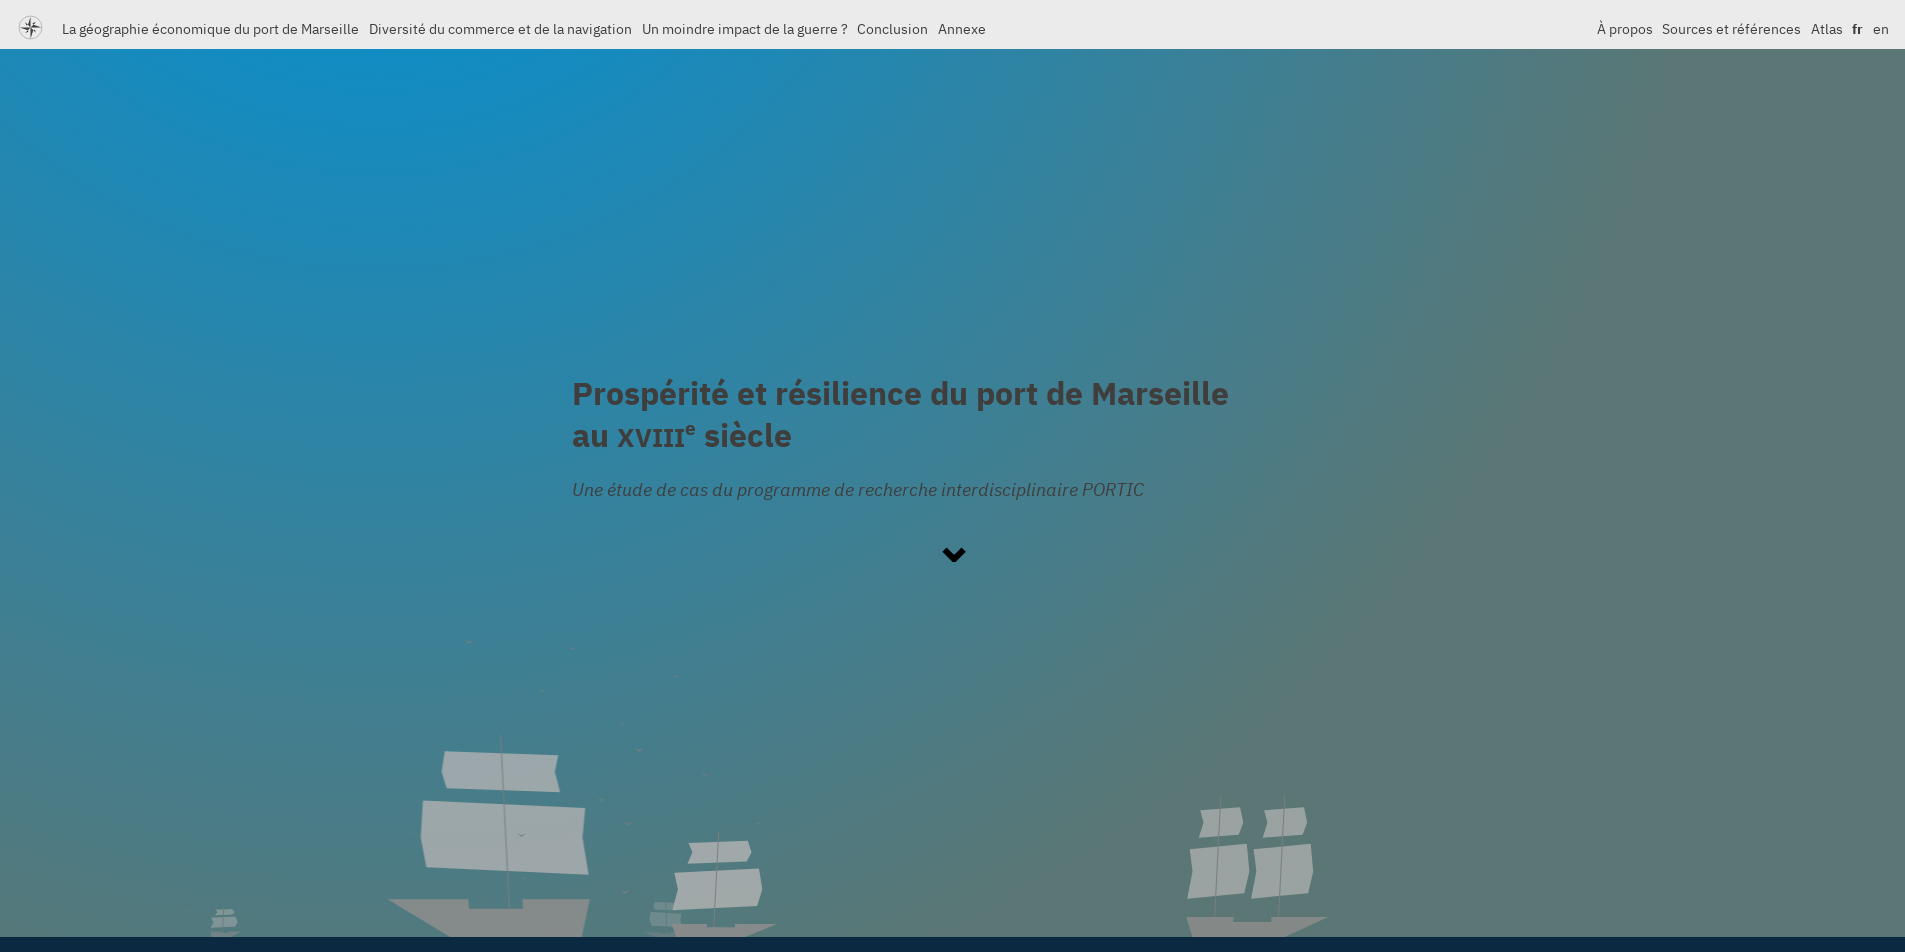 La géographie économique du port de Marseille Diversité du commerce et de la navigation Un moindre impact de la guerre ? Conclusion Annexe À propos Sources et références Atlas fr en
Prospérité et résilience du port de Marseille
au XVIIIe siècle
Une étude de cas du programme de recherche interdisciplinaire PORTIC